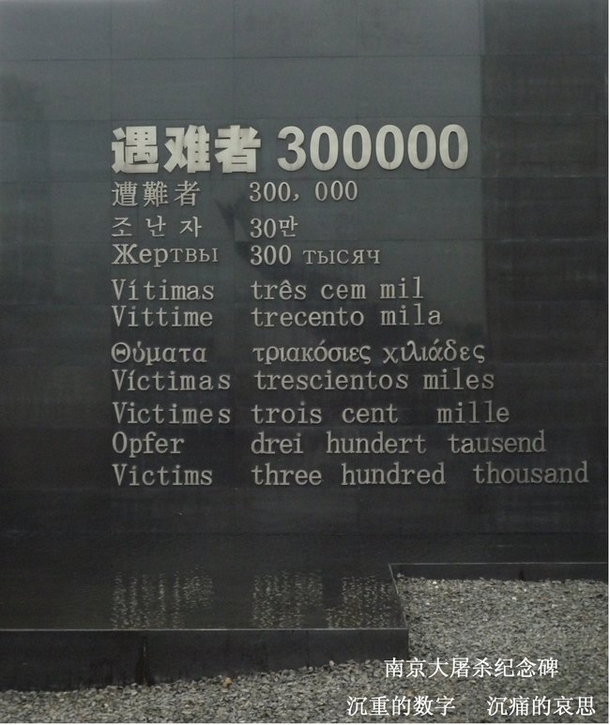 遇难者 300000
遭難者 300，000
조난자 30만
Жертвы 300 тысяч
Vítimas três cem mil
Vittime trecento mila
Θύματα τριακόσιες χιλιάδες
Víctimas trescientos miles
Victimes trois cent mille
Opfer drei hundert tausend
Victims three hundred thousand
南京大屠杀纪念碑
沉重的数字 沉痛的哀思